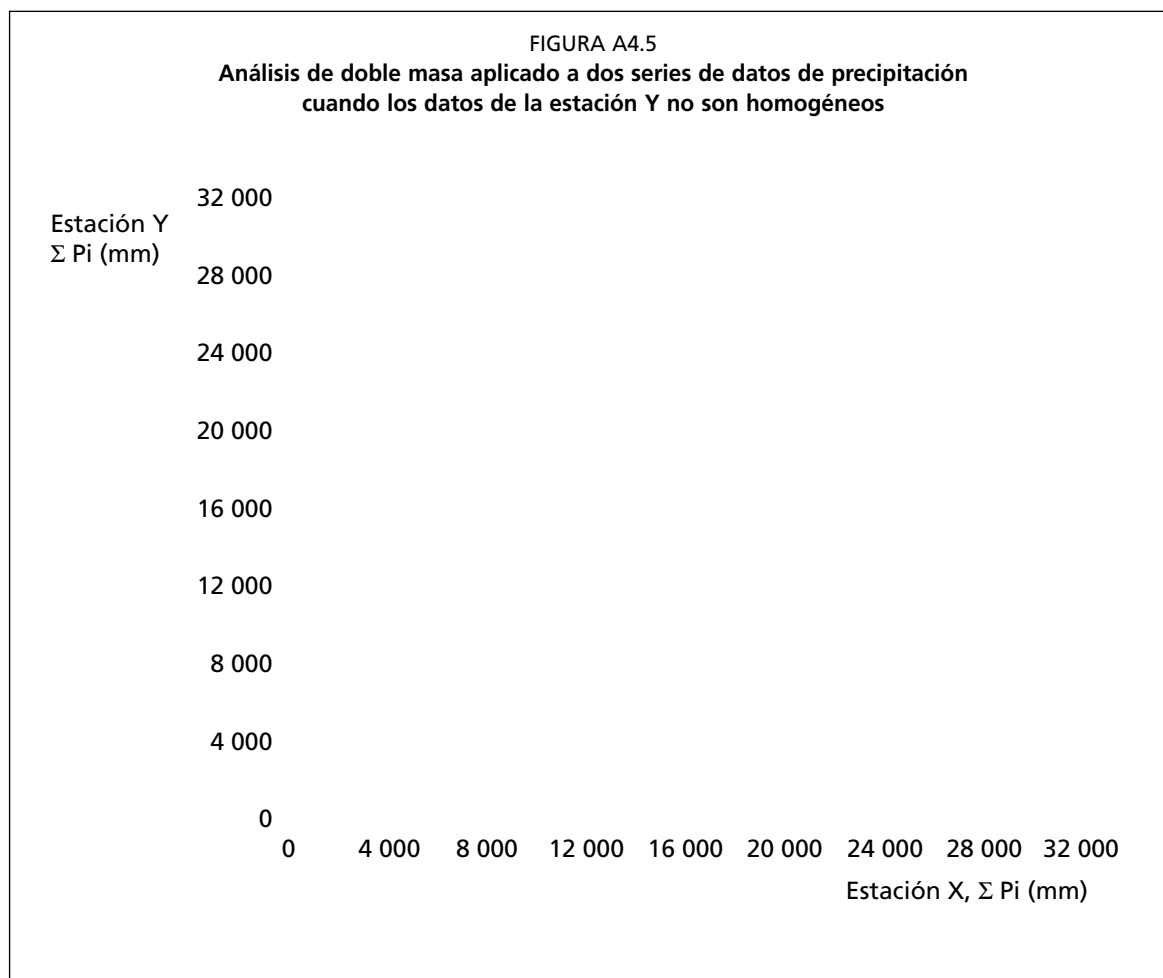 FIGURA A4.5
Análisis de doble masa aplicado a dos series de datos de precipitación
cuando los datos de la estación Y no son homogéneos
32 000
Estación Y
Σ Pi (mm)
28 000
24 000
20 000
16 000
12 000
8 000
4 000
0
0 4 000 8 000 12 000 16 000 20 000 24 000 28 000 32 000
Estación X, Σ Pi (mm)